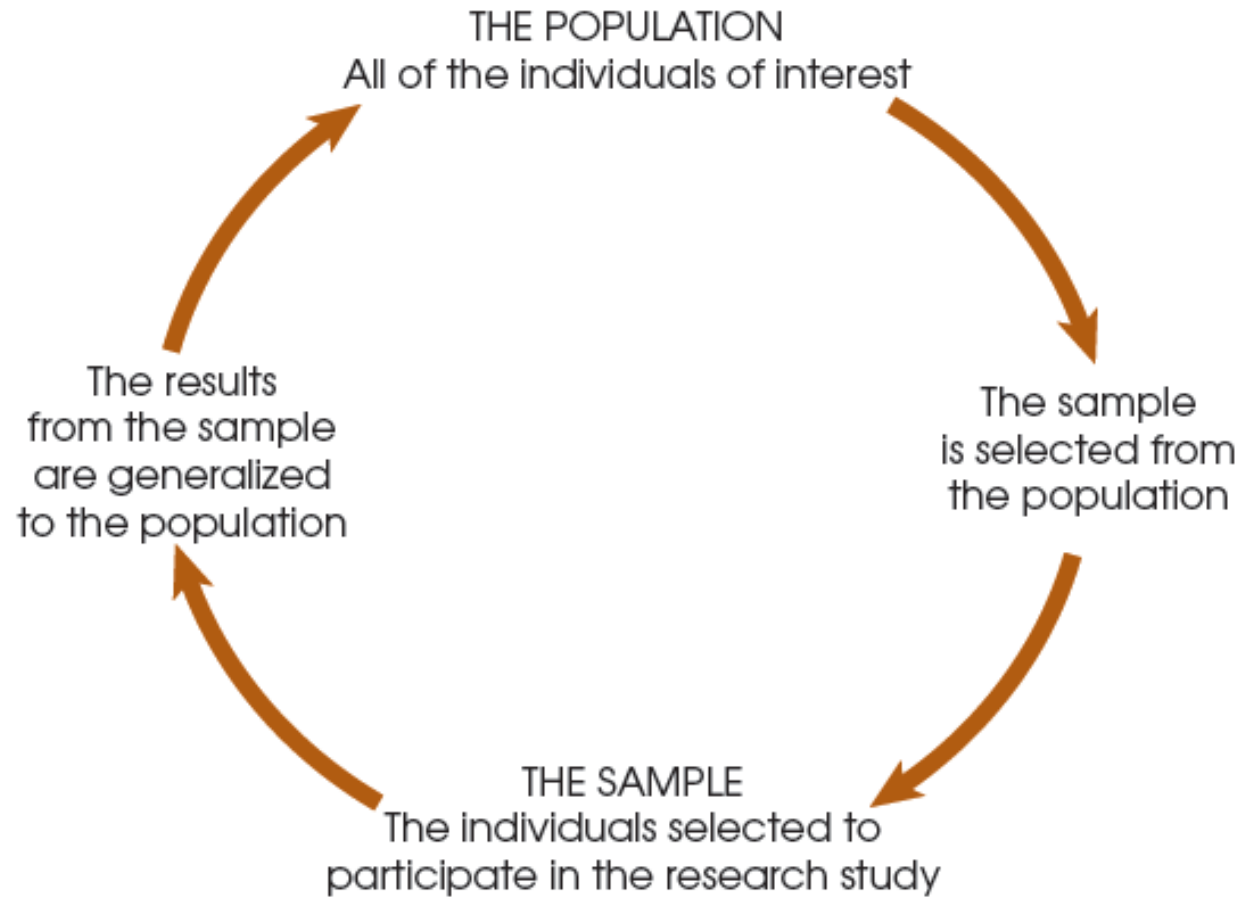 THE POPULATION
All of the individuals of interest
The sample
is selected from
the population
THE SAMPLE
The individuals selected to
participate in the research study
The results
from the sample
are generalized
to the population